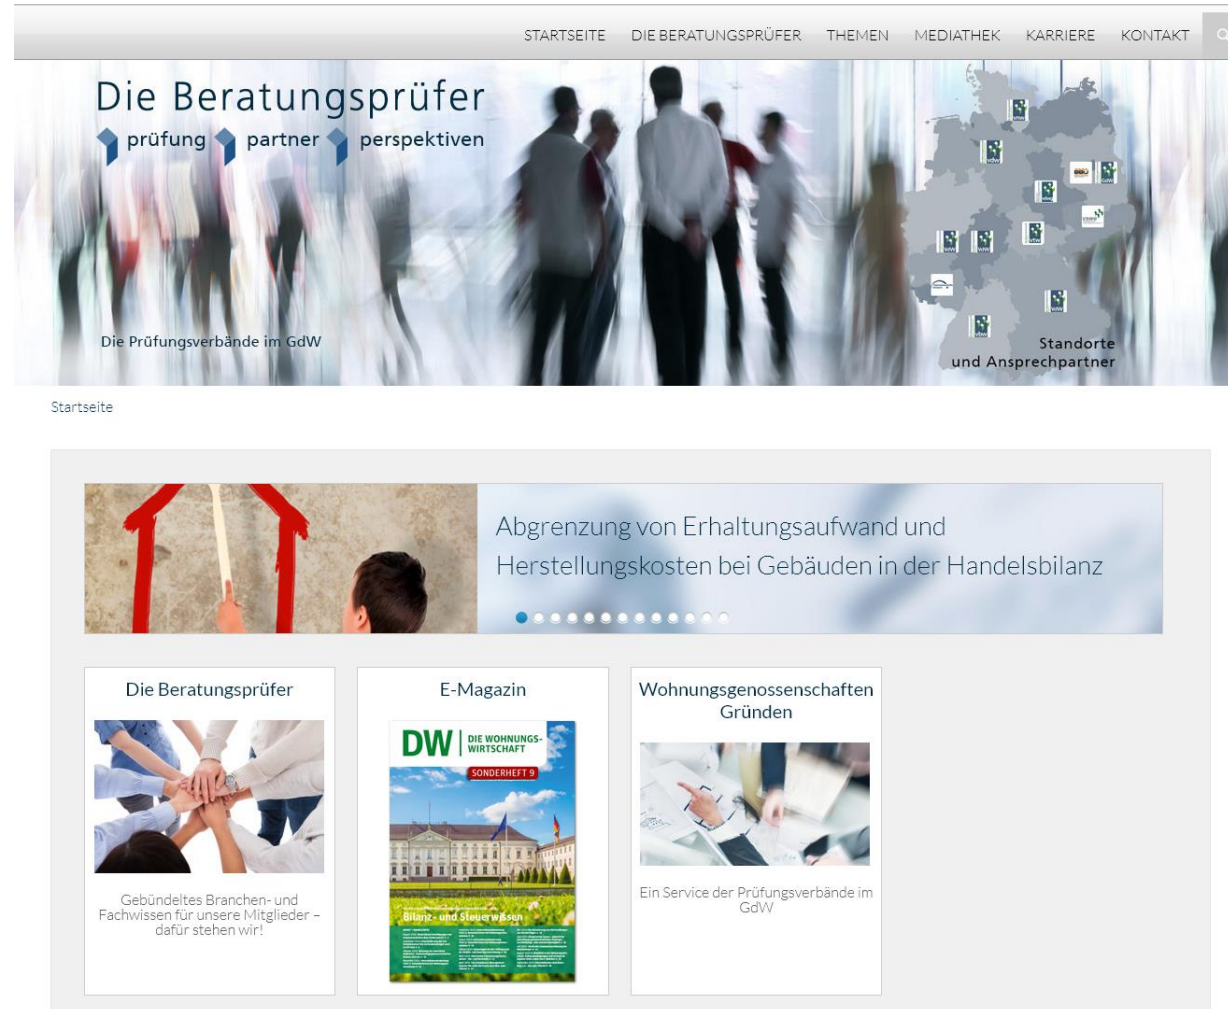 STARTSEITE DIE BERATUNGSPRÜFER THEMEN MEDIATHEK KARRIERE KONTAKT
Die Beratungsprüfer
prüfung partner perspektiven
Die Prüfungsverbände im GdW
Standorte
und Ansprechpartner
Startseite
Abgrenzung von Erhaltungsaufwand und
Herstellungskosten bei Gebäuden in der Handelsbilanz
Die Beratungsprüfer
Gebündeltes Branchen- und
Fachwissen für unsere Mitglieder –
dafür stehen wir!
E-Magazin
DW DIE WOHNUNGS-
WIRTSCHAFT
SONDERHEFT 9
Bilanz- und Steuerwissen
Wohnungsgenossenschaften
Gründen
Ein Service der Prüfungsverbände im
GdW